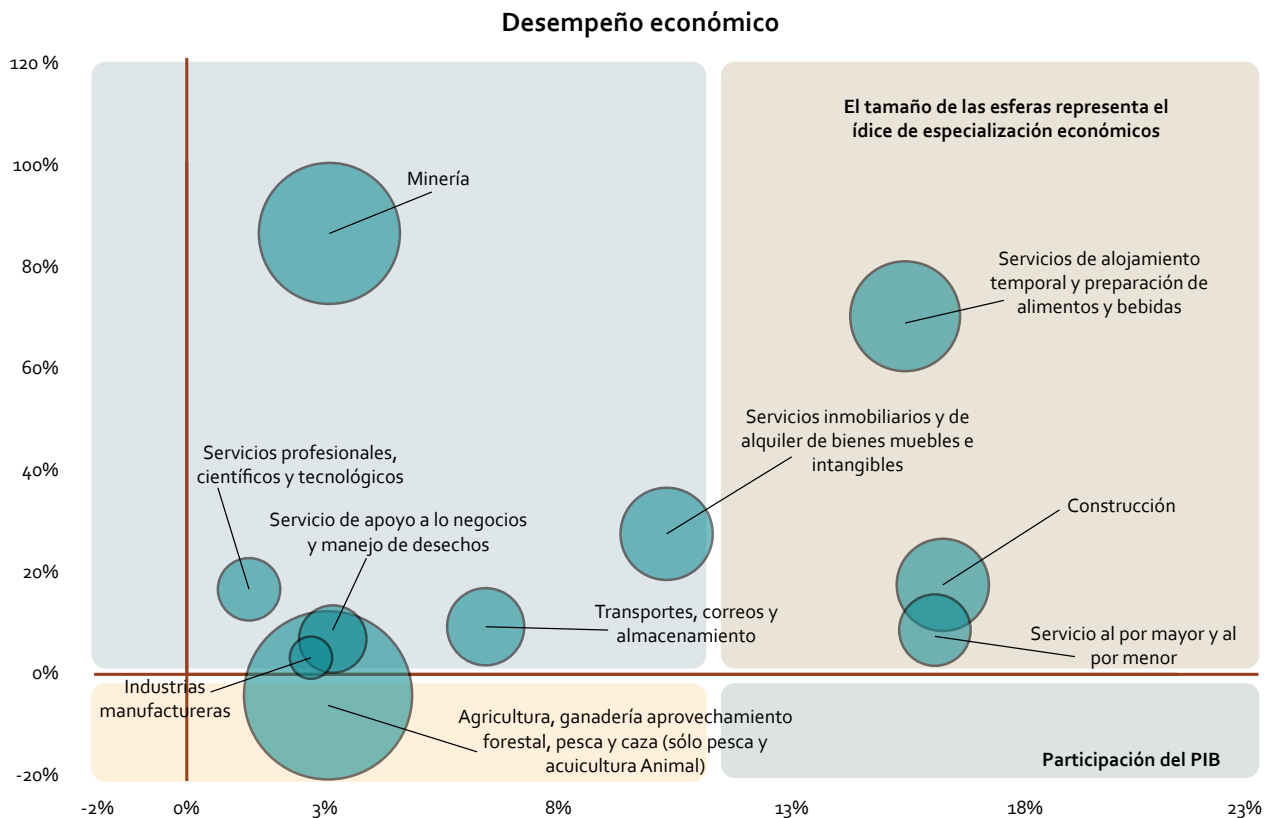 Desempeño económico
120 %
100%
80%
60%
40%
20%
0%
-20%
El tamaño de las esferas representa el
ídice de especialización económicos
Minería
Servicios de alojamiento
temporal y preparación de
alimentos y bebidas
Servicios inmobiliarios y de
alquiler de bienes muebles e
intangibles
Servicios profesionales,
científicos y tecnológicos
Servicio de apoyo a lo negocios
y manejo de desechos
Construcción
Transportes, correos y
almacenamiento
Servicio al por mayor y al
por menor
Industrias
manufactureras
Agricultura, ganadería aprovechamiento
forestal, pesca y caza (sólo pesca y
acuicultura Animal)
Participación del PIB
-2%
0%
3%
8%
13%
18%
23%